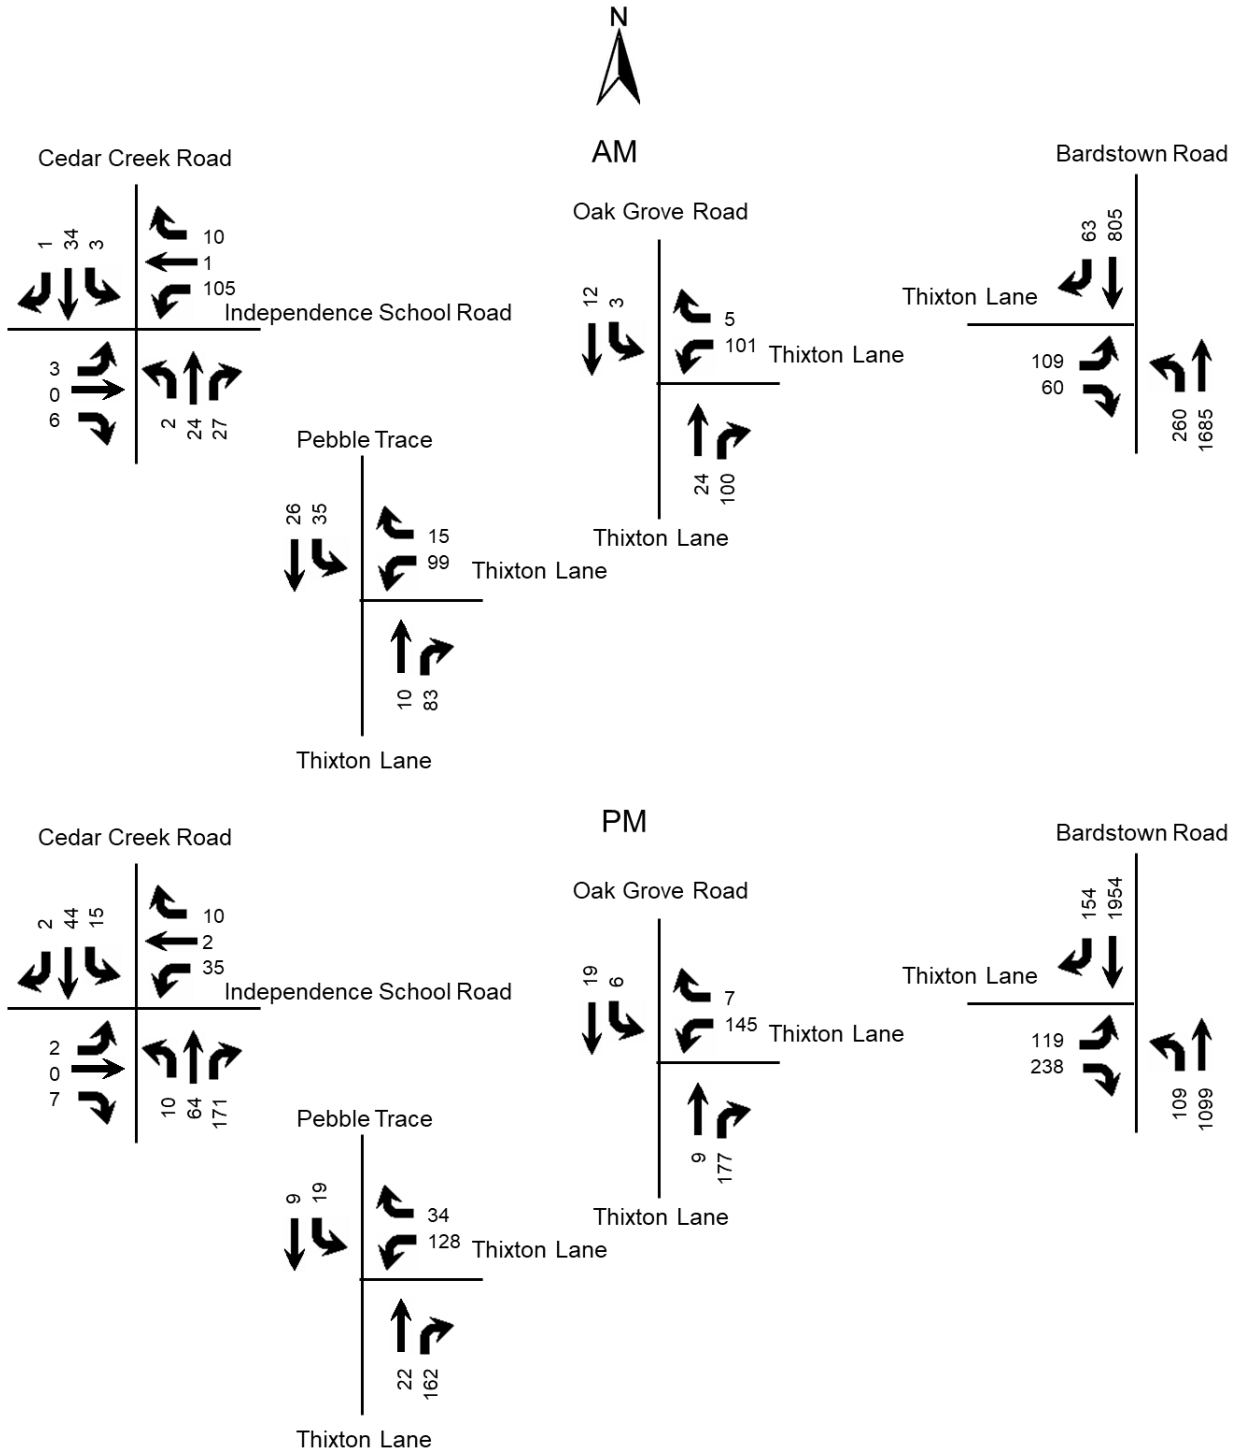 N
AM
Cedar Creek Road
1 34 3
10
1
105
Independence School Road
3
0
6
2 24 27
Oak Grove Road
12 3
5
101
Thixton Lane
24 100
Thixton Lane
Bardstown Road
63 805
Thixton Lane
109
60
260 1685
Pebble Trace
26 35
15
99
Thixton Lane
10 83
Thixton Lane
PM
Cedar Creek Road
2 44 15
10
2
35
Independence School Road
2
0
7
10 64 171
Oak Grove Road
19 6
7
145
Thixton Lane
9 177
Thixton Lane
Bardstown Road
154 1954
Thixton Lane
119
238
109 1099
Pebble Trace
9 19
34
128
Thixton Lane
22 162
Thixton Lane